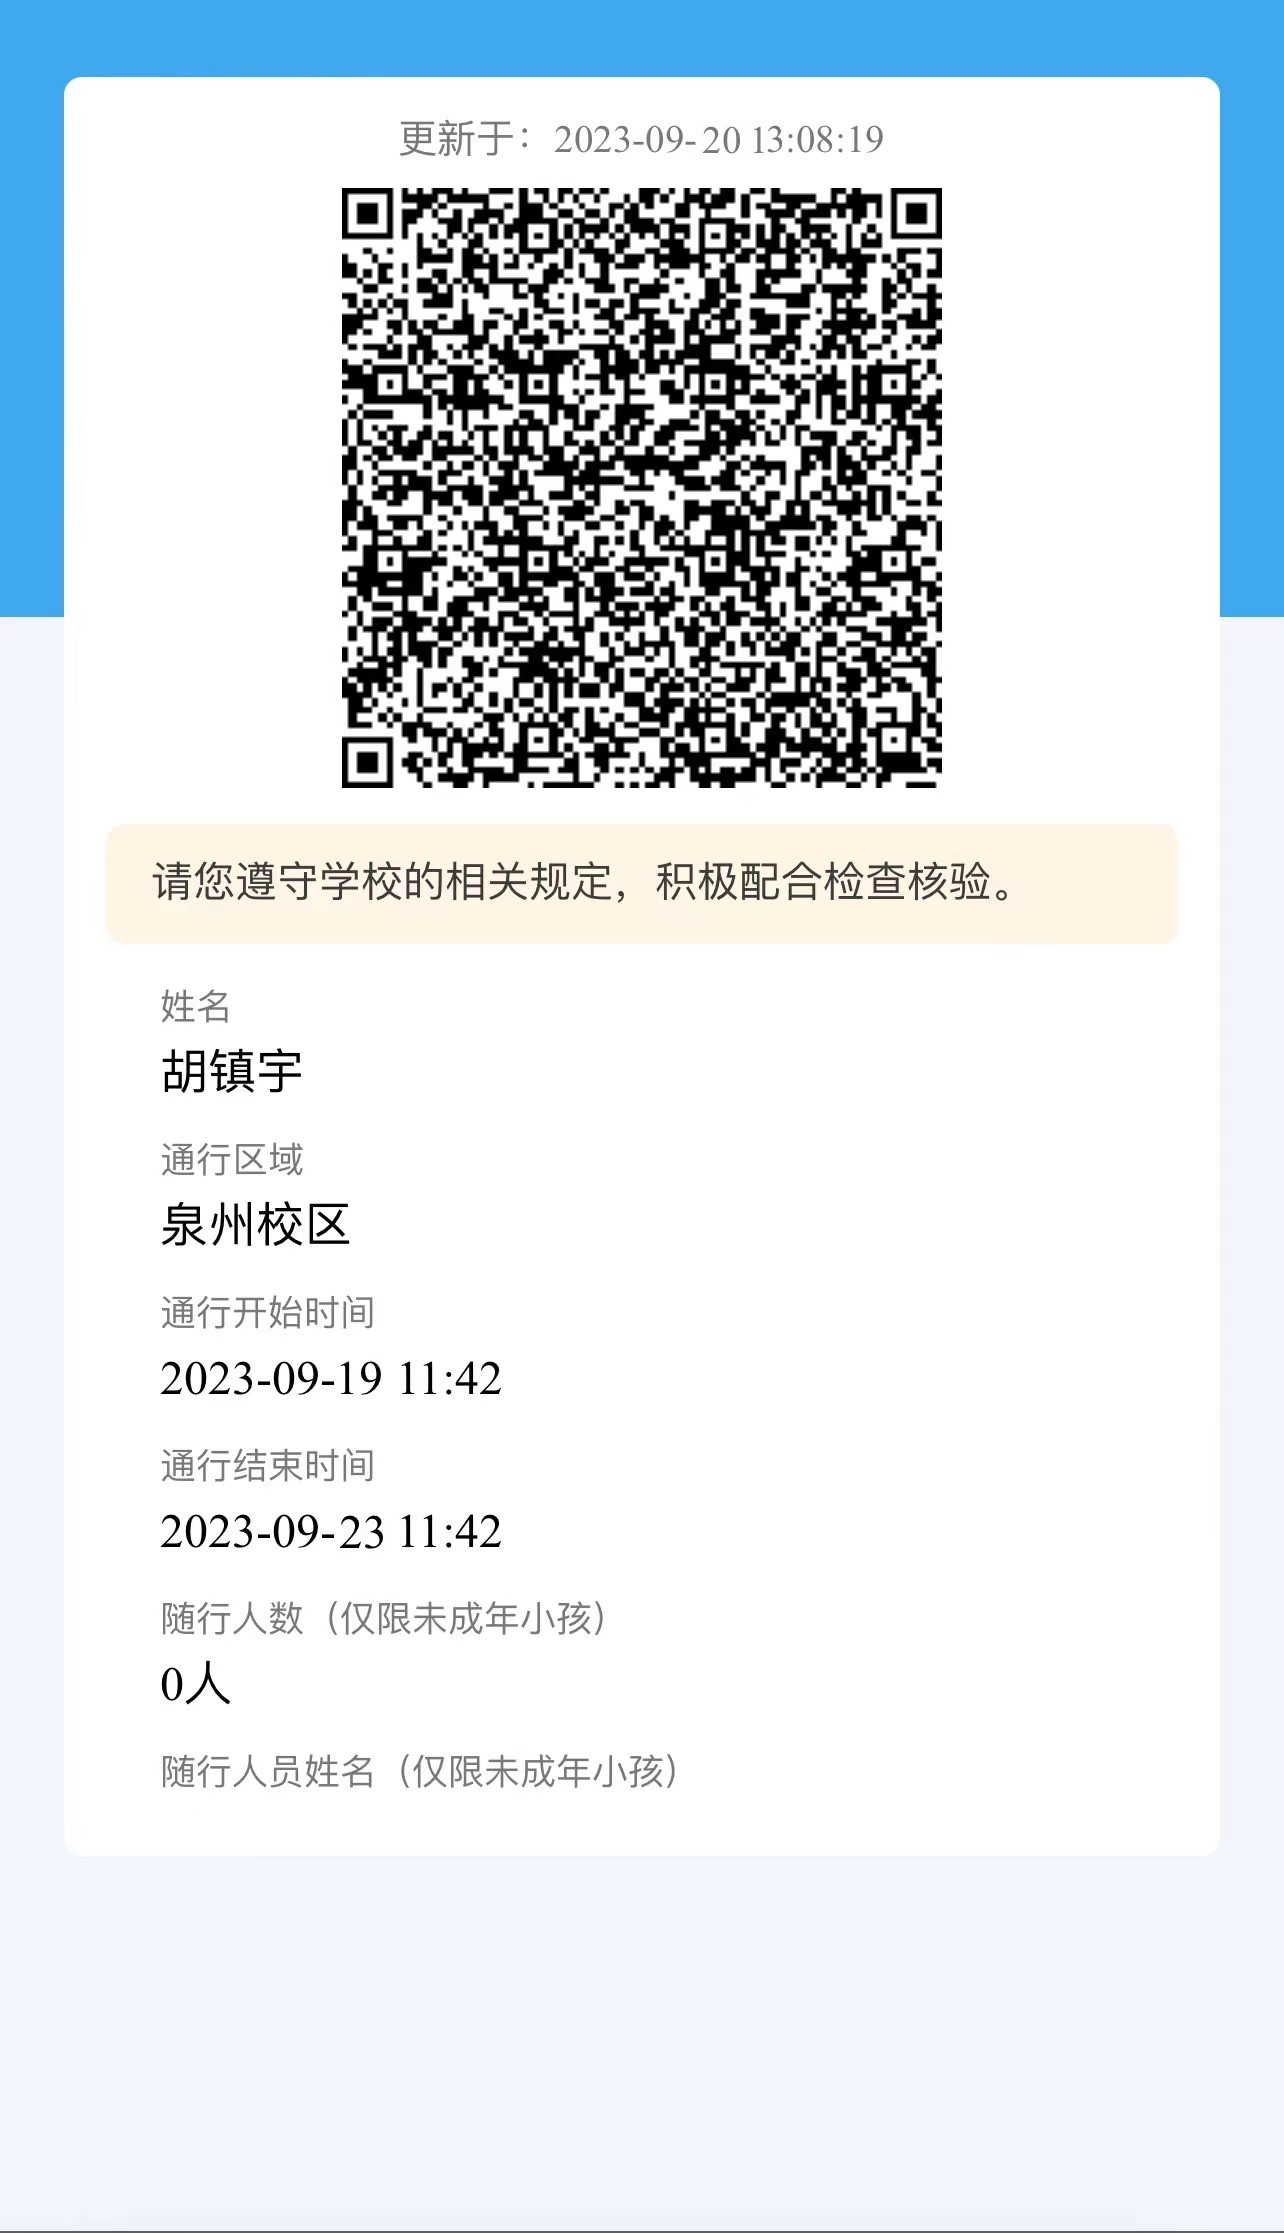 更新于：2023-09-20 13:08:19
请您遵守学校的相关规定，积极配合检查核验。
姓名
胡镇宇
通行区域
泉州校区
通行开始时间
2023-09-19 11:42
通行结束时间
2023-09-23 11:42
随行人数（仅限未成年小孩）
0人
随行人员姓名（仅限未成年小孩）